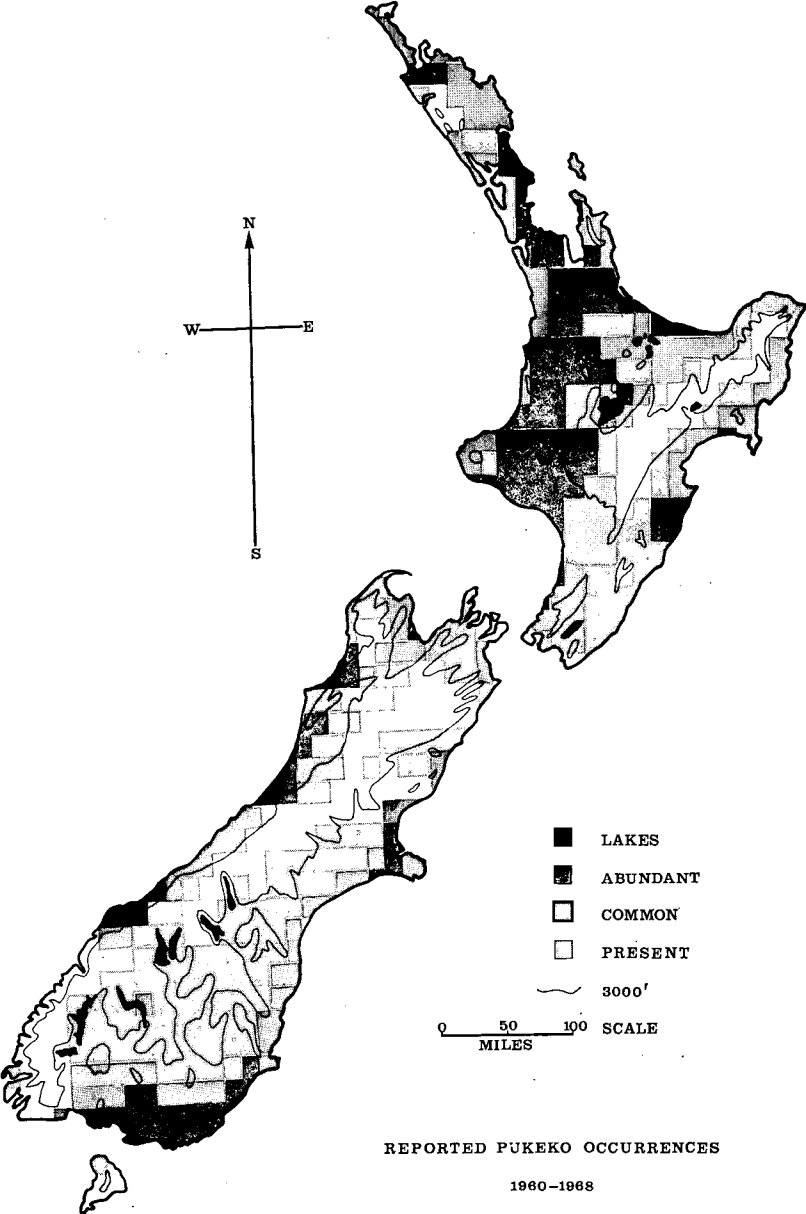 N
W E
S
LAKES
ABUNDANT
COMMON
PRESENT
3000'
0 50 100 SCALE
MILES
REPORTED PUKEKO OCCURRENCES
1960–1968